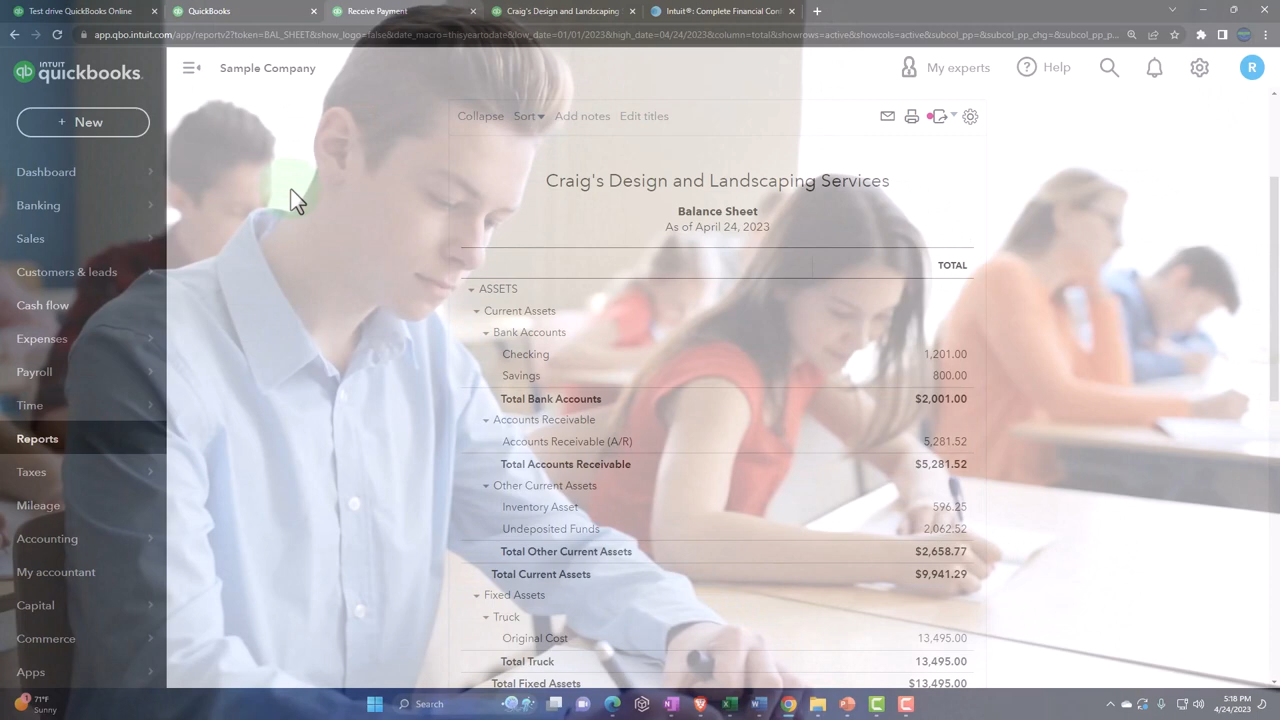 Test drive QuickBooks Online
QuickBooks
Receive Payment
Craig's Design and Landscaping
Intuit®: Complete Financial Con
app.qbo.intuit.com/app/reportv2?token=BAL_SHEET&show_logo=false&date_macro=thisyeartodate&low_date=01/01/2023&high_date=04/24/2023&column=total&showrows=active&showcols=active&subcol_pp=&subcol_pp_chg=&subcol_pp_p...
INTUIT
quickbooks.
Sample Company
My experts
Help
R
+ New
Dashboard
Banking
Sales
Customers & leads
Cash flow
Expenses
Payroll
Time
Reports
Taxes
Mileage
Accounting
My accountant
Capital
Commerce
Apps
Collapse Sort Add notes Edit titles
Craig's Design and Landscaping Services
Balance Sheet
As of April 24, 2023
TOTAL
ASSETS
Current Assets
Bank Accounts
Checking 1,201.00
Savings 800.00
Total Bank Accounts $2,001.00
Accounts Receivable
Accounts Receivable (A/R) 5,281.52
Total Accounts Receivable $5,281.52
Other Current Assets
Inventory Asset 596.25
Undeposited Funds 2,062.52
Total Other Current Assets $2,658.77
Total Current Assets $9,941.29
Fixed Assets
Truck
Original Cost 13,495.00
Total Truck 13,495.00
Total Fixed Assets $13,495.00
71°F
Sunny
Search
5:18 PM
4/24/2023